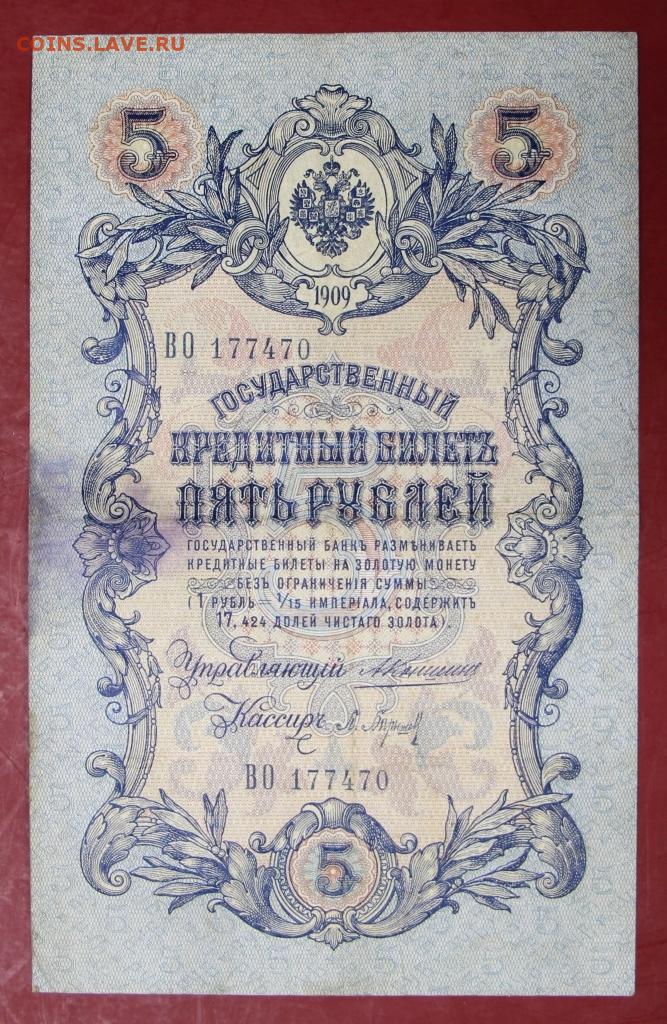 COINS.LAVE.RU
5 5
1909
ВО 177470
ГОСУДАРСТВЕННЫЙ
КРЕДИТНЫЙ БИЛЕТЪ
ПЯТЬ РУБЛЕЙ
ГОСУДАРСТВЕННЫЙ БАНКЪ РАЗМѢНИВАЕТЪ
КРЕДИТНЫЕ БИЛЕТЫ НА ЗОЛОТУЮ МОНЕТУ
БЕЗЪ ОГРАНИЧЕНІЯ СУММЫ
(1 РУБЛЬ = 1/15 ИМПЕРІАЛА, СОДЕРЖИТЪ
17,424 ДОЛЕЙ ЧИСТАГО ЗОЛОТА).
Управляющій
Кассиръ
ВО 177470
5